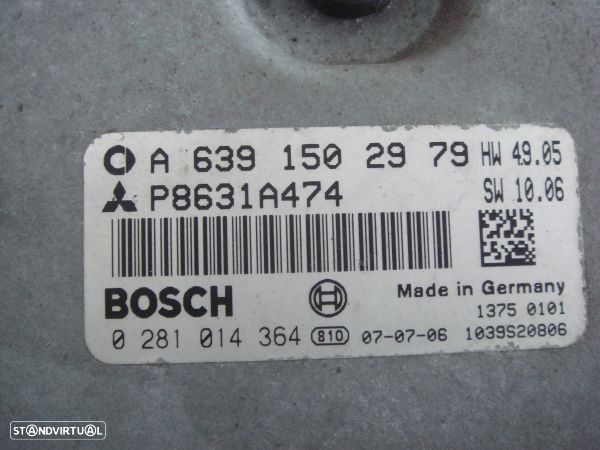 A 639 150 29 79 HW 49.05
P8631A474 SW 10.06
BOSCH Made in Germany
1375 0101
0 281 014 364 810 07-07-06 1039S20806
STANDVIRTUAL